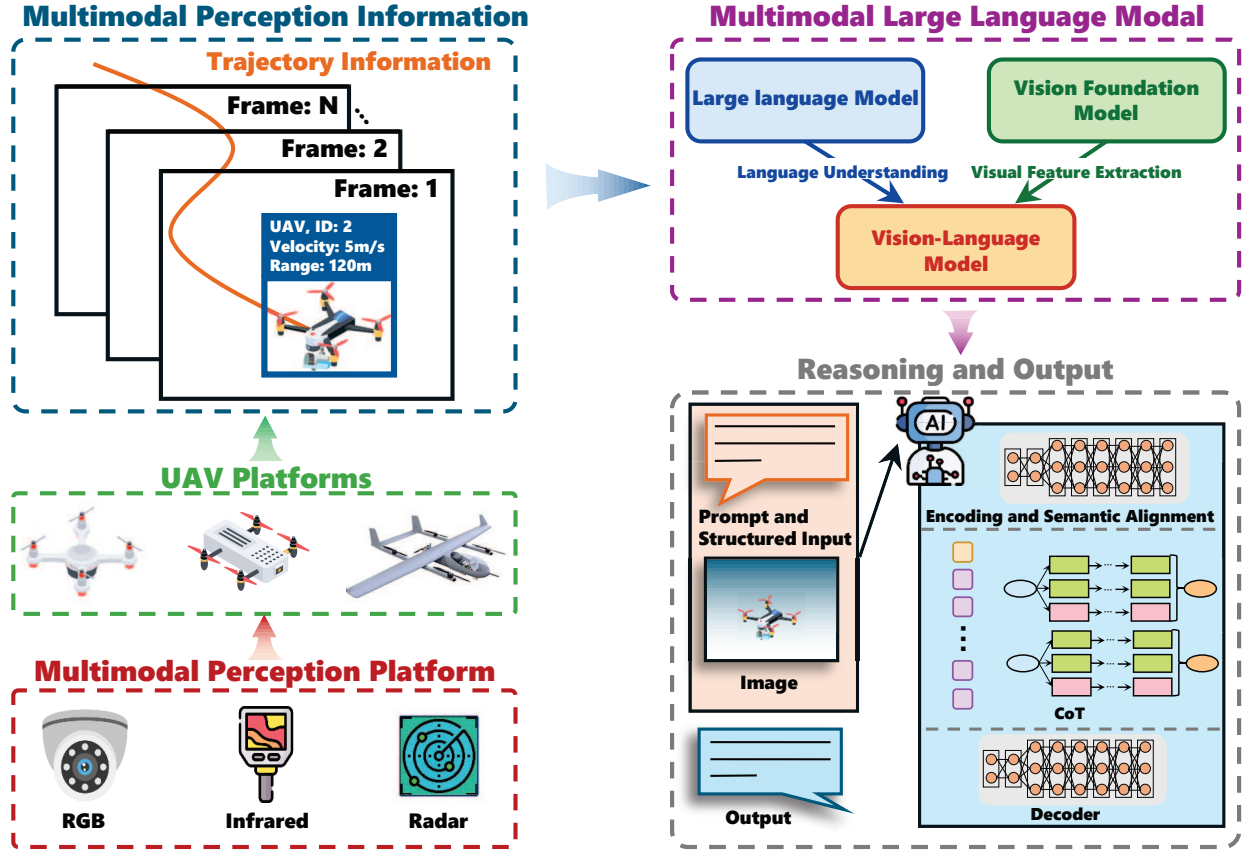 Multimodal Perception Information
Trajectory Information
Frame: N
Frame: 2
Frame: 1
UAV, ID: 2
Velocity: 5m/s
Range: 120m
UAV Platforms
Multimodal Perception Platform
RGB
Infrared
Radar
Multimodal Large Language Modal
Large language Model
Vision Foundation
Model
Language Understanding
Visual Feature Extraction
Vision-Language
Model
Reasoning and Output
AI
Prompt and
Structured Input
Image
Output
Encoding and Semantic Alignment
CoT
Decoder